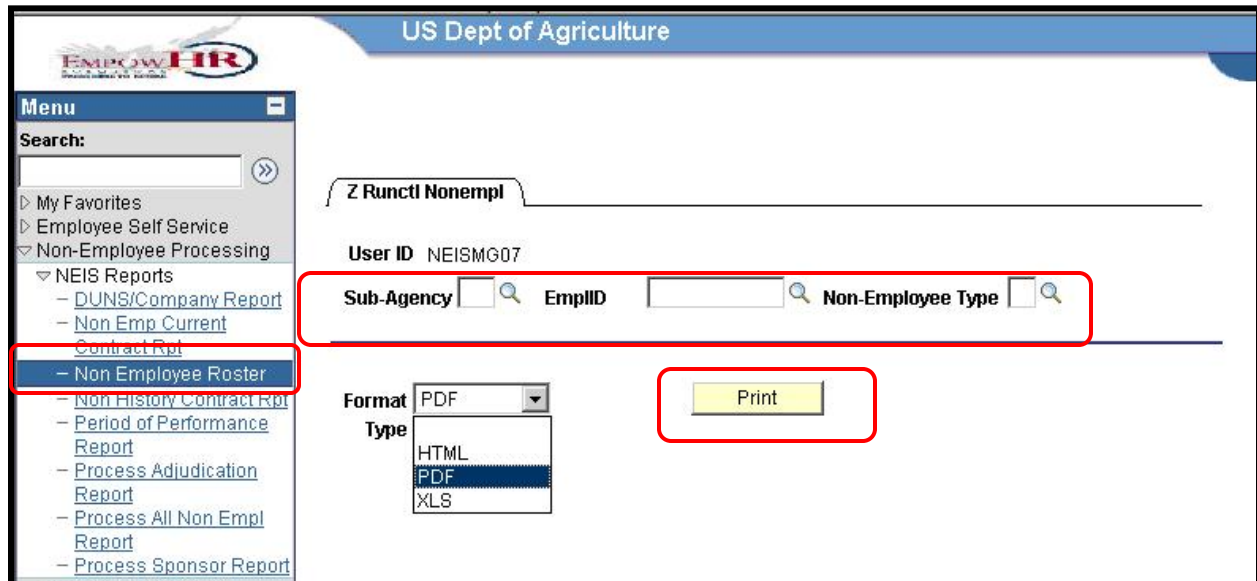 US Dept of Agriculture
EMPOWHR
Menu
Search:
My Favorites
Employee Self Service
Non-Employee Processing
NEIS Reports
– DUNS/Company Report
– Non Emp Current
Contract Rpt
– Non Employee Roster
– Non History Contract Rpt
– Period of Performance
Report
– Process Adjudication
Report
– Process All Non Empl
Report
– Process Sponsor Report
Z Runctl Nonempl
User ID NEISMG07
Sub-Agency EmplID Non-Employee Type
Format PDF Print
Type
HTML
PDF
XLS